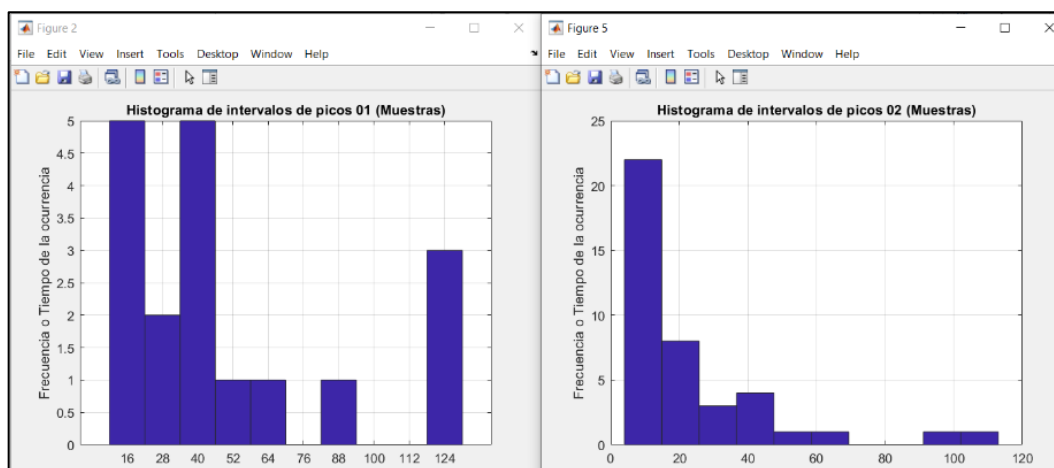 Figure 2
File Edit View Insert Tools Desktop Window Help
Histograma de intervalos de picos 01 (Muestras)
Frecuencia o Tiempo de la ocurrencia
5
4.5
4
3.5
3
2.5
2
1.5
1
0.5
0
16 28 40 52 64 76 88 100 112 124
Figure 5
File Edit View Insert Tools Desktop Window Help
Histograma de intervalos de picos 02 (Muestras)
Frecuencia o Tiempo de la ocurrencia
25
20
15
10
5
0
0 20 40 60 80 100 120